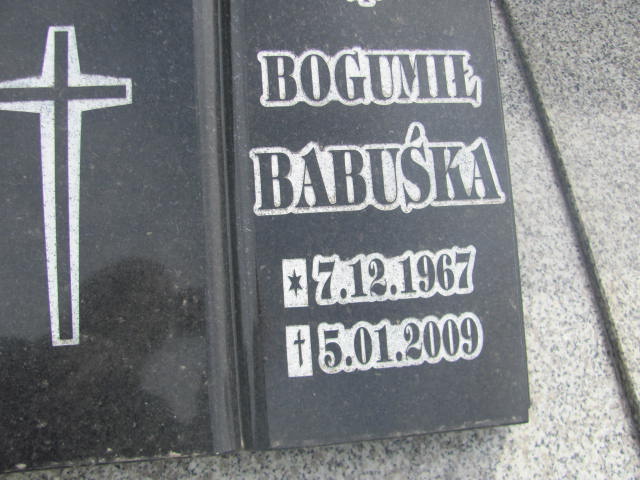 BOGUMIŁ
BABUŚKA
* 7.12.1967
† 5.01.2009